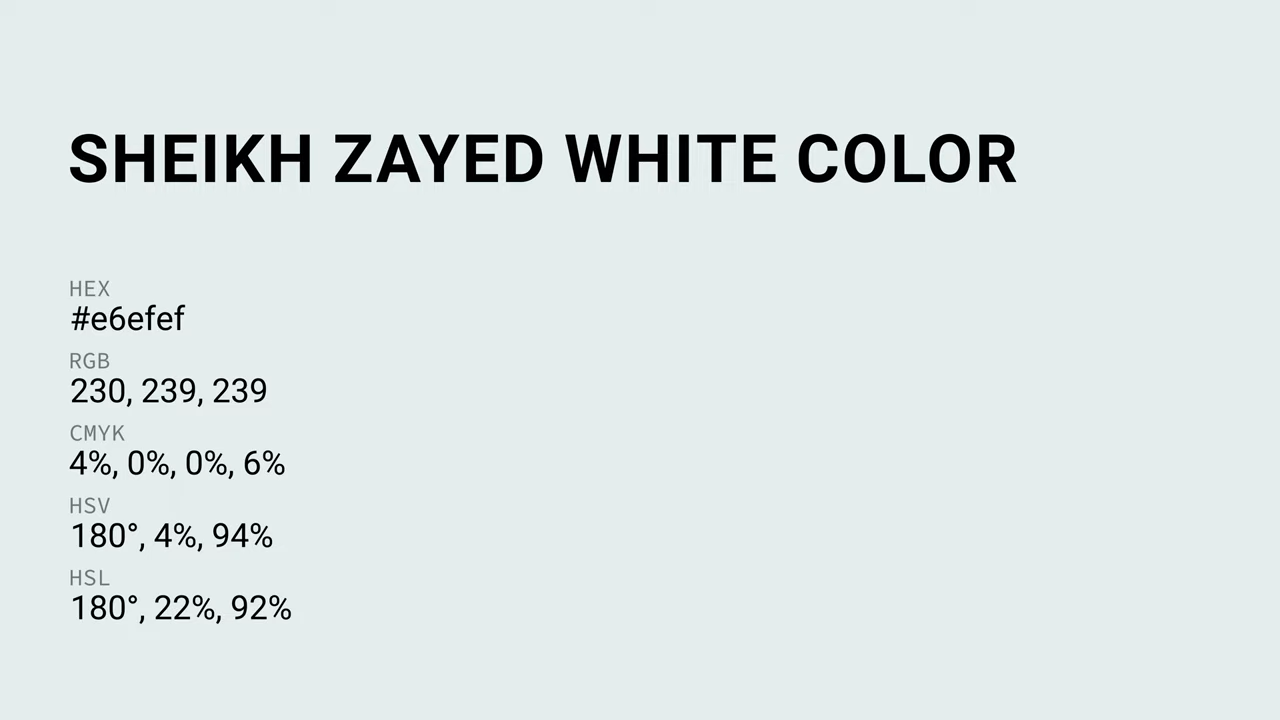 SHEIKH ZAYED WHITE COLOR
HEX
#e6efef
RGB
230, 239, 239
CMYK
4%, 0%, 0%, 6%
HSV
180°, 4%, 94%
HSL
180°, 22%, 92%